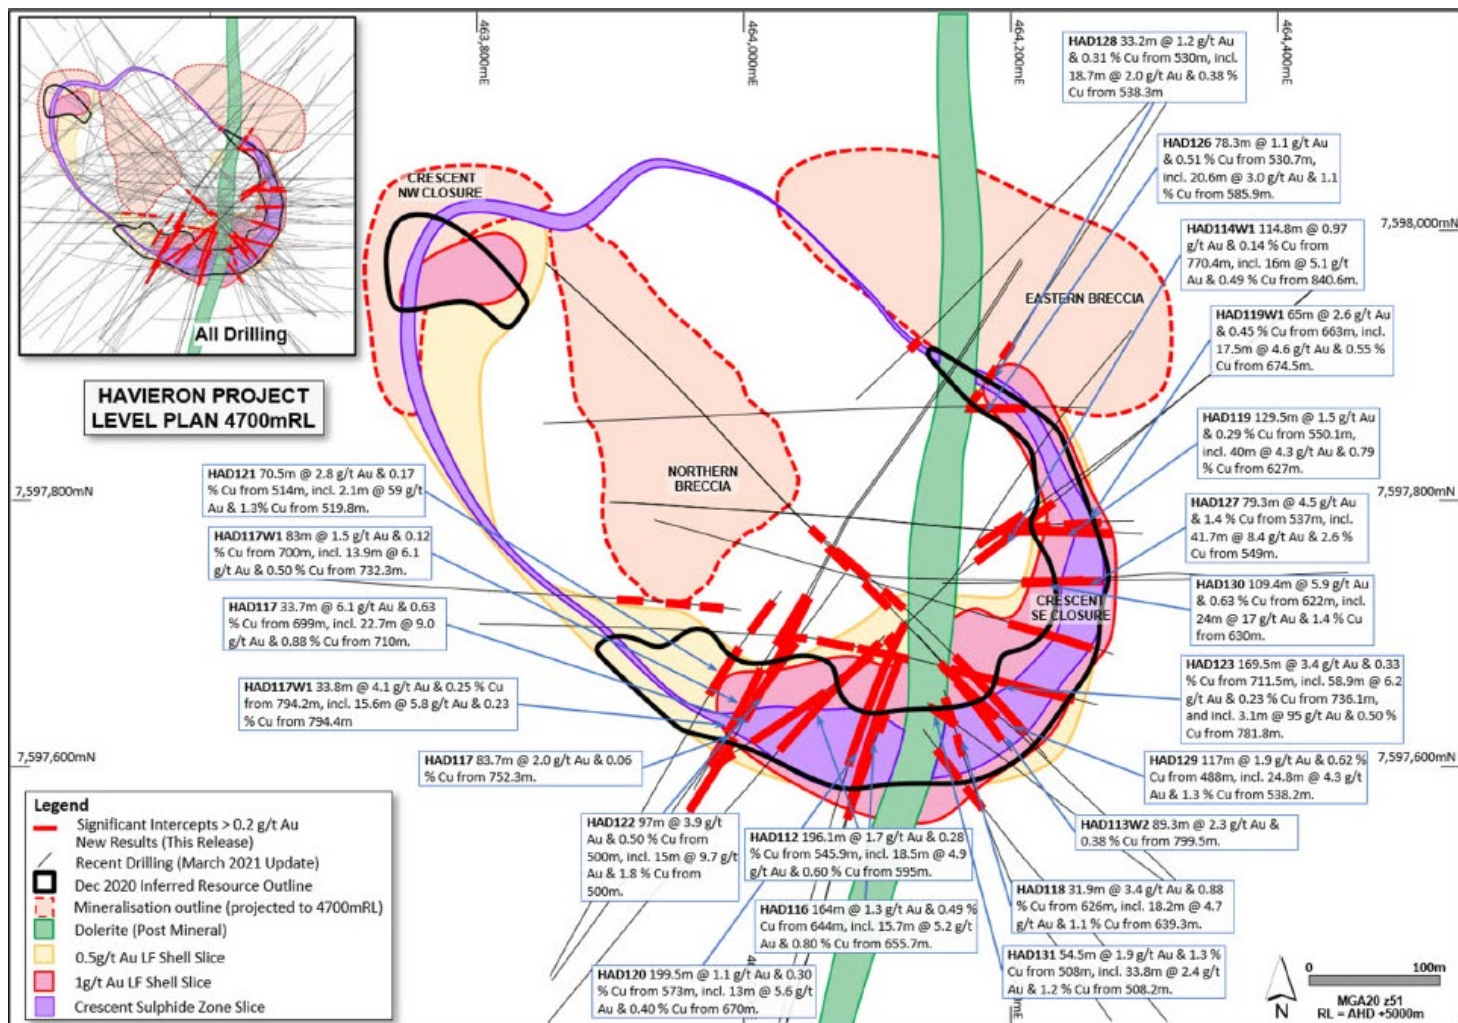 All Drilling
HAVIERON PROJECT
LEVEL PLAN 4700mRL
463,800mE
464,000mE
464,200mE
464,400mE
7,598,000mN
7,597,800mN
7,597,800mN
7,597,600mN
7,597,600mN
CRESCENT
NW CLOSURE
NORTHERN
BRECCIA
EASTERN BRECCIA
CRESCENT
SE CLOSURE
HAD128 33.2m @ 1.2 g/t Au
& 0.31 % Cu from 530m, incl.
18.7m @ 2.0 g/t Au & 0.38 %
Cu from 538.3m
HAD126 78.3m @ 1.1 g/t Au
& 0.51 % Cu from 530.7m,
incl. 20.6m @ 3.0 g/t Au & 1.1
% Cu from 585.9m.
HAD114W1 114.8m @ 0.97
g/t Au & 0.14 % Cu from
770.4m, incl. 16m @ 5.1 g/t
Au & 0.49 % Cu from 840.6m.
HAD119W1 65m @ 2.6 g/t Au
& 0.45 % Cu from 663m, incl.
17.5m @ 4.6 g/t Au & 0.55 %
Cu from 674.5m.
HAD119 129.5m @ 1.5 g/t Au
& 0.29 % Cu from 550.1m,
incl. 40m @ 4.3 g/t Au & 0.79
% Cu from 627m.
HAD127 79.3m @ 4.5 g/t Au
& 1.4 % Cu from 537m, incl.
41.7m @ 8.4 g/t Au & 2.6 %
Cu from 549m.
HAD130 109.4m @ 5.9 g/t Au
& 0.63 % Cu from 622m, incl.
24m @ 17 g/t Au & 1.4 % Cu
from 630m.
HAD123 169.5m @ 3.4 g/t Au & 0.33
% Cu from 711.5m, incl. 58.9m @ 6.2
g/t Au & 0.23 % Cu from 736.1m,
and incl. 3.1m @ 95 g/t Au & 0.50 %
Cu from 781.8m.
HAD129 117m @ 1.9 g/t Au & 0.62 %
Cu from 488m, incl. 24.8m @ 4.3 g/t
Au & 1.3 % Cu from 538.2m.
HAD113W2 89.3m @ 2.3 g/t Au &
0.38 % Cu from 799.5m.
HAD118 31.9m @ 3.4 g/t Au & 0.88
% Cu from 626m, incl. 18.2m @ 4.7
g/t Au & 1.1 % Cu from 639.3m.
HAD131 54.5m @ 1.9 g/t Au & 1.3 %
Cu from 508m, incl. 33.8m @ 2.4 g/t
Au & 1.2 % Cu from 508.2m.
HAD121 70.5m @ 2.8 g/t Au & 0.17
% Cu from 514m, incl. 2.1m @ 59 g/t
Au & 1.3% Cu from 519.8m.
HAD117W1 83m @ 1.5 g/t Au & 0.12
% Cu from 700m, incl. 13.9m @ 6.1
g/t Au & 0.50 % Cu from 732.3m.
HAD117 33.7m @ 6.1 g/t Au & 0.63
% Cu from 699m, incl. 22.7m @ 9.0
g/t Au & 0.88 % Cu from 710m.
HAD117W1 33.8m @ 4.1 g/t Au & 0.25 % Cu
from 794.2m, incl. 15.6m @ 5.8 g/t Au & 0.23
% Cu from 794.4m
HAD117 83.7m @ 2.0 g/t Au & 0.06
% Cu from 752.3m.
HAD122 97m @ 3.9 g/t
Au & 0.50 % Cu from
500m, incl. 15m @ 9.7 g/t
Au & 1.8 % Cu from
500m.
HAD112 196.1m @ 1.7 g/t Au & 0.28
% Cu from 545.9m, incl. 18.5m @ 4.9
g/t Au & 0.60 % Cu from 595m.
HAD116 164m @ 1.3 g/t Au & 0.49 %
Cu from 644m, incl. 15.7m @ 5.2 g/t
Au & 0.80 % Cu from 655.7m.
HAD120 199.5m @ 1.1 g/t Au & 0.30
% Cu from 573m, incl. 13m @ 5.6 g/t
Au & 0.40 % Cu from 670m.
Legend
Significant Intercepts > 0.2 g/t Au
New Results (This Release)
Recent Drilling (March 2021 Update)
Dec 2020 Inferred Resource Outline
Mineralisation outline (projected to 4700mRL)
Dolerite (Post Mineral)
0.5g/t Au LF Shell Slice
1g/t Au LF Shell Slice
Crescent Sulphide Zone Slice
N
0 100m
MGA20 z51
RL = AHD +5000m